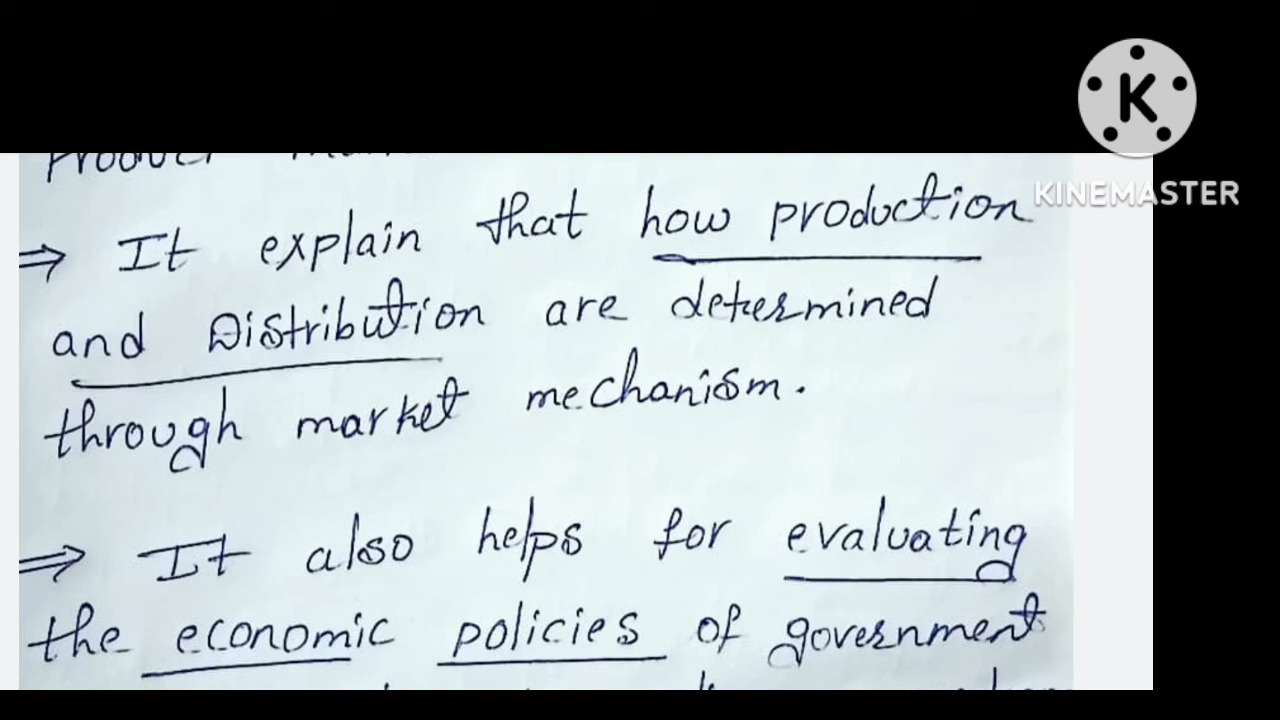 K
KINEMASTER
⇒ It explain that how production
and Distribution are determined
through market mechanism.
⇒ It also helps for evaluating
the economic policies of government